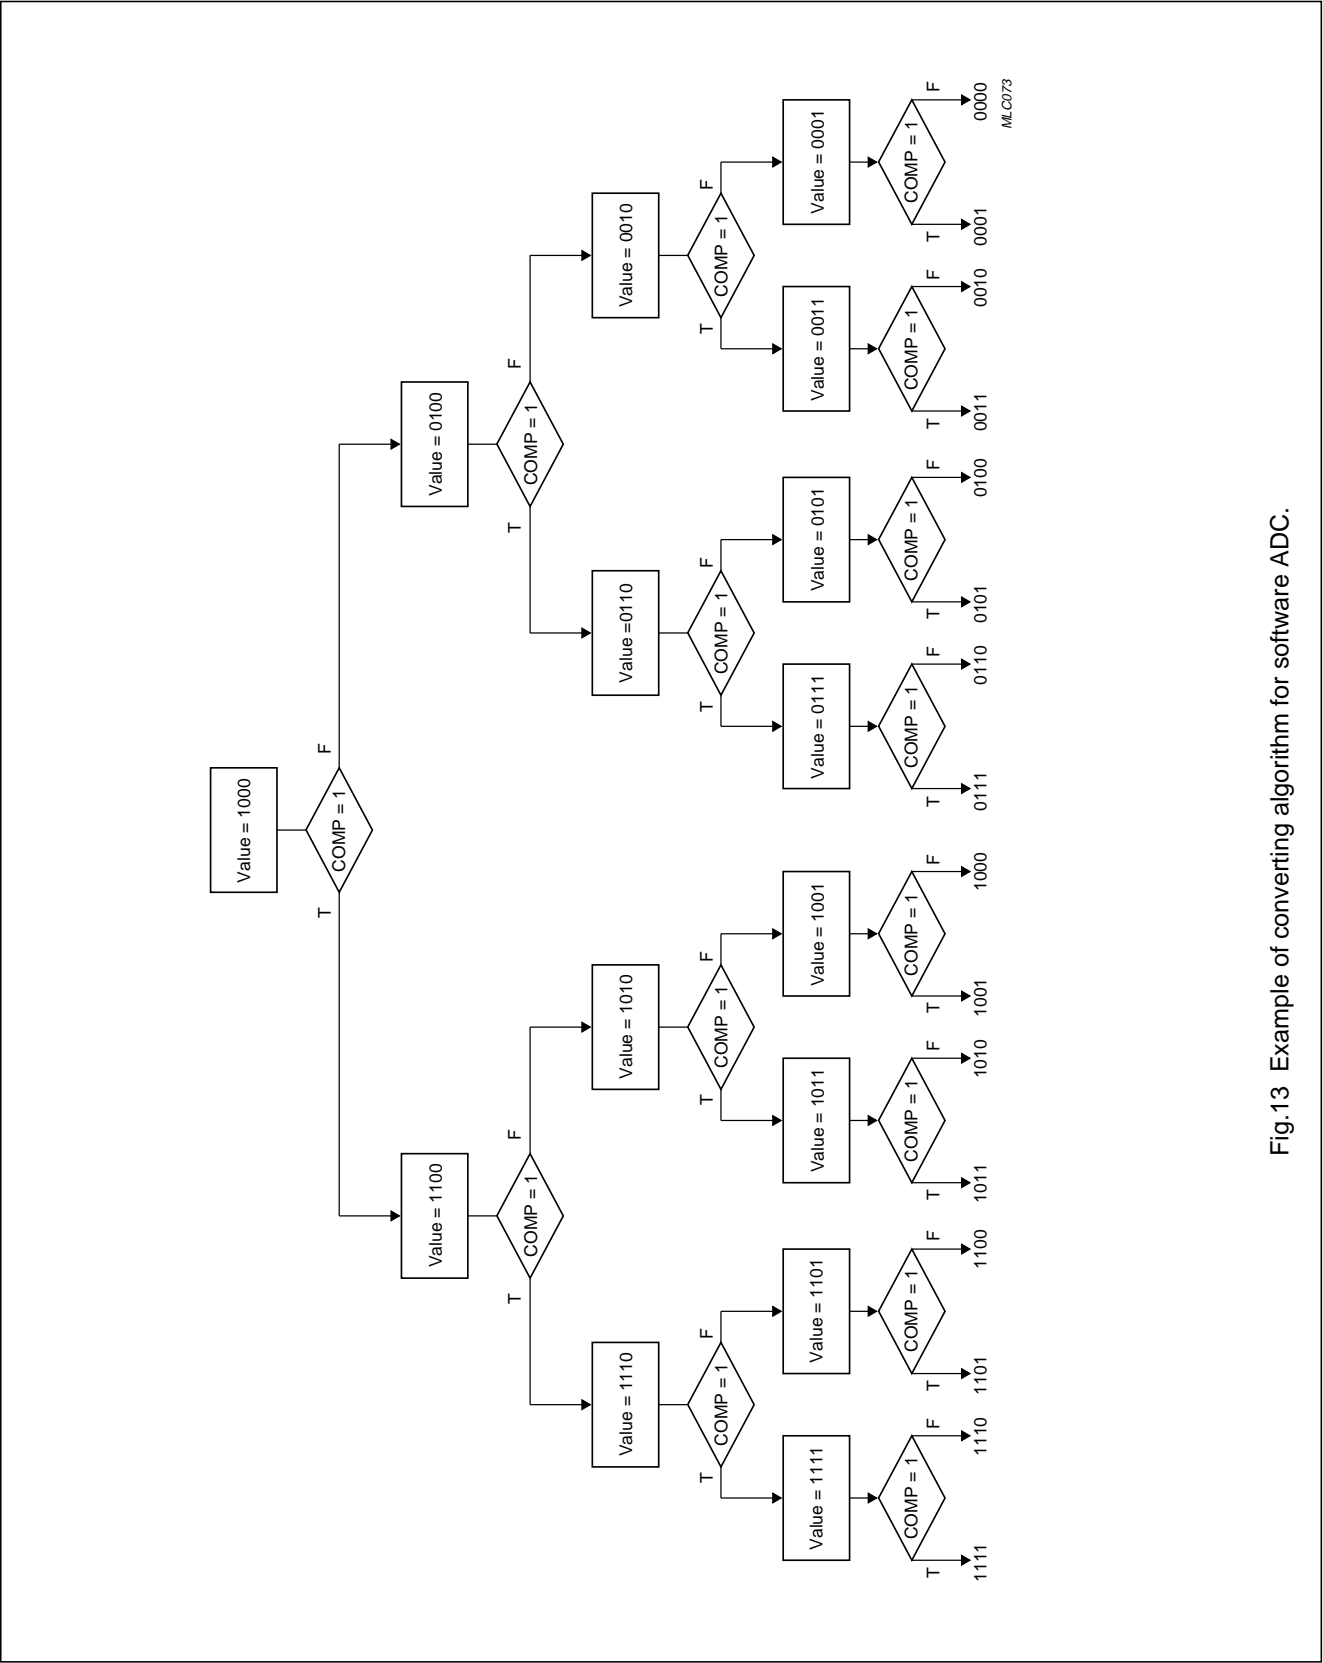 Value = 1000
T F
COMP = 1
Value = 1100 Value = 0100
T F T F
COMP = 1 COMP = 1
Value = 1110 Value = 1010 Value =0110 Value = 0010
T F T F T F T F
COMP = 1 COMP = 1 COMP = 1 COMP = 1
Value = 1111 Value = 1101 Value = 1011 Value = 1001 Value = 0111 Value = 0101 Value = 0011 Value = 0001
COMP = 1 COMP = 1 COMP = 1 COMP = 1 COMP = 1 COMP = 1 COMP = 1 COMP = 1
T F T F T F T F T F T F T F T F
1111 1110 1101 1100 1011 1010 1001 1000 0111 0110 0101 0100 0011 0010 0001 0000
MLC073
Fig.13 Example of converting algorithm for software ADC.